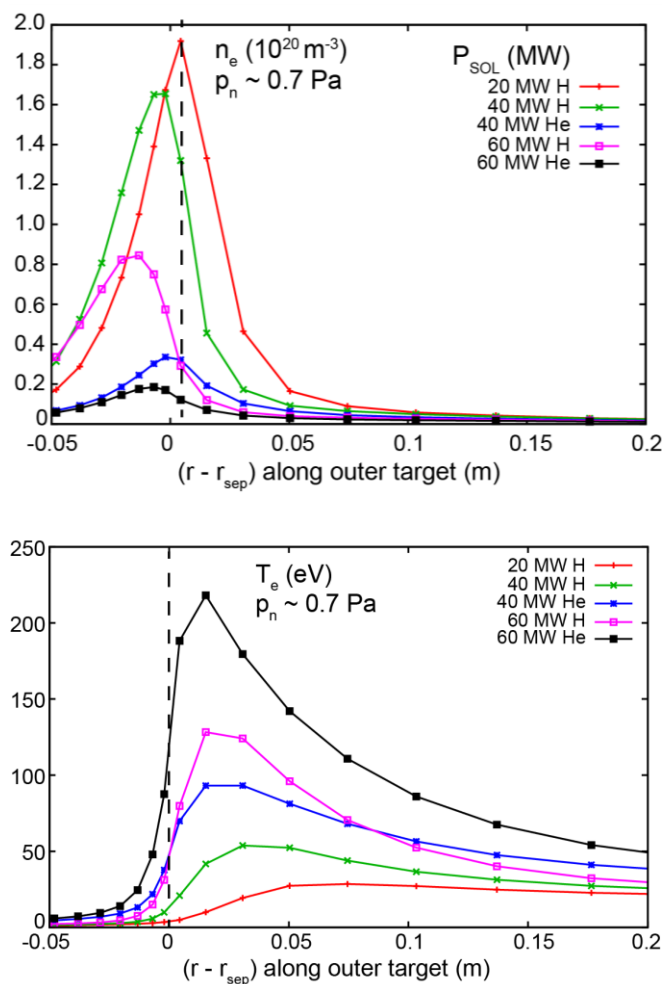 n_e (10^20 m^-3)
p_n ~ 0.7 Pa
P_SOL (MW)
20 MW H
40 MW H
40 MW He
60 MW H
60 MW He
2.0
1.8
1.6
1.4
1.2
1.0
0.8
0.6
0.4
0.2
0
-0.05 0 0.05 0.1 0.15 0.2
(r - r_sep) along outer target (m)
T_e (eV)
p_n ~ 0.7 Pa
20 MW H
40 MW H
40 MW He
60 MW H
60 MW He
250
200
150
100
50
0
-0.05 0 0.05 0.1 0.15 0.2
(r - r_sep) along outer target (m)